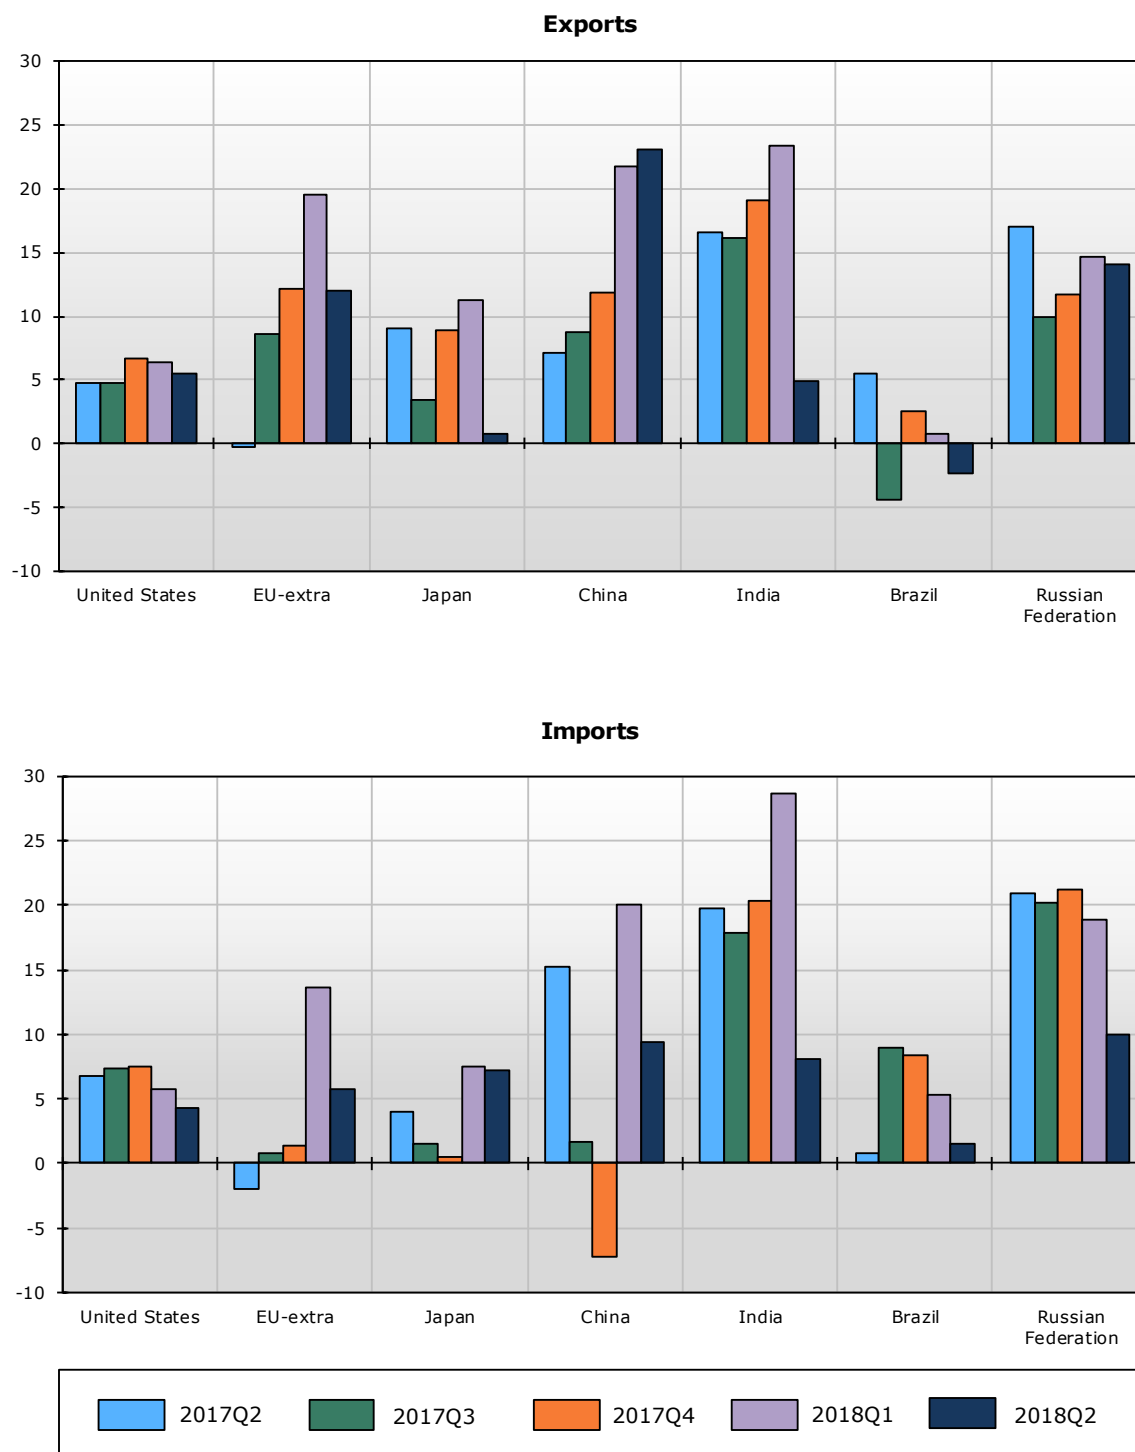 Exports
30
25
20
15
10
5
0
-5
-10
United States EU-extra Japan China India Brazil Russian
Federation
Imports
30
25
20
15
10
5
0
-5
-10
United States EU-extra Japan China India Brazil Russian
Federation
2017Q2 2017Q3 2017Q4 2018Q1 2018Q2